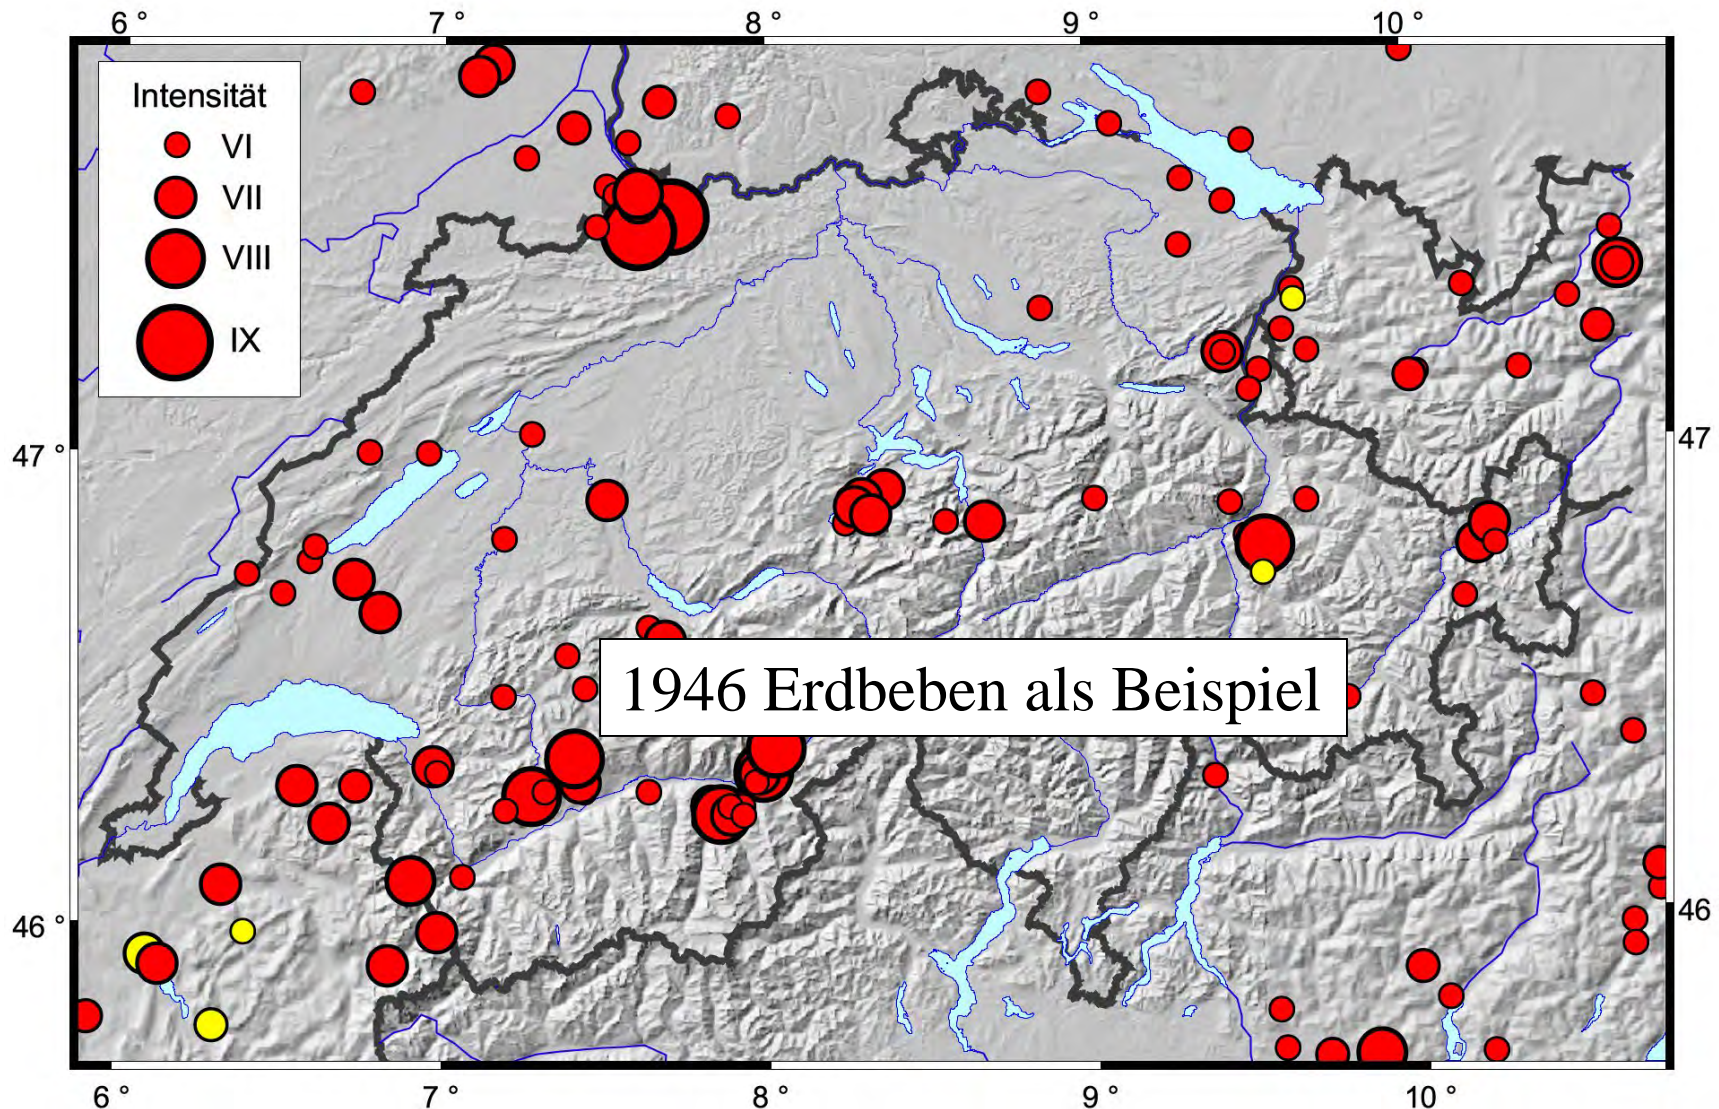 6 ° 7 ° 8 ° 9 ° 10 °
Intensität
VI
VII
VIII
IX
47 ° 47
1946 Erdbeben als Beispiel
46 ° 46
6 ° 7 ° 8 ° 9 ° 10 °